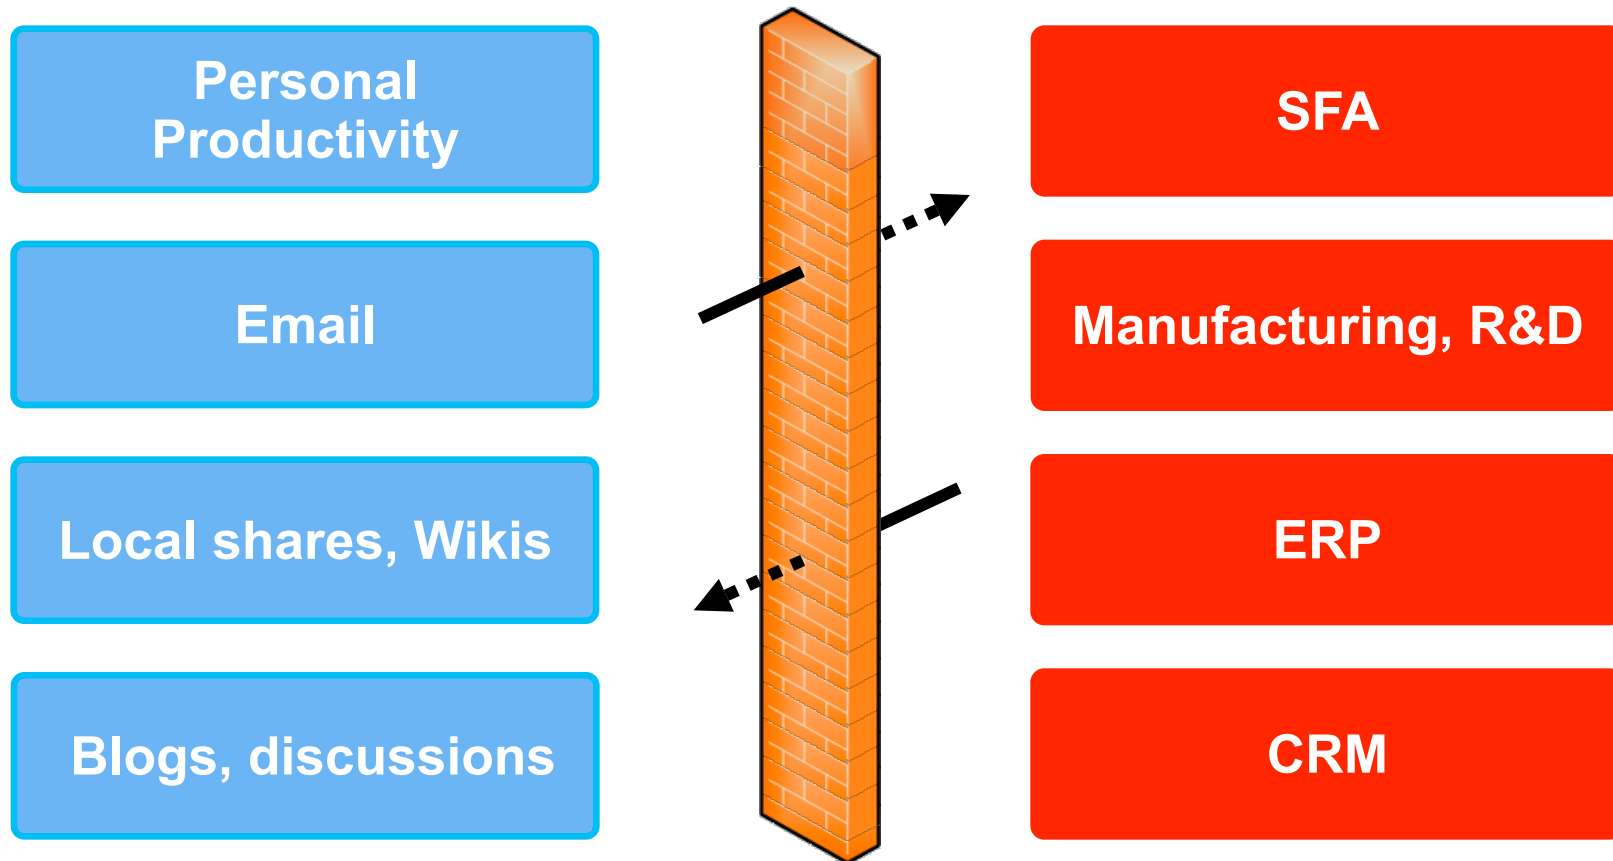 Personal
Productivity
Email
Local shares, Wikis
Blogs, discussions
SFA
Manufacturing, R&D
ERP
CRM